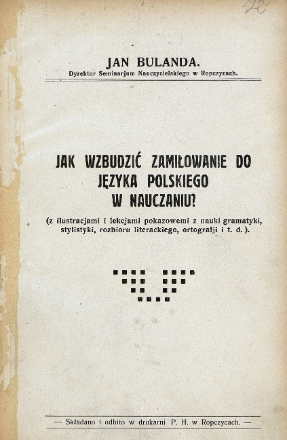 JAN BULANDA.
Dyrektor Seminarjum Nauczycielskiego w Ropczycach.
JAK WZBUDZIĆ ZAMIŁOWANIE DO
JĘZYKA POLSKIEGO
W NAUCZANIU?
(z ilustracjami i lekcjami pokazowemi z nauki gramatyki,
stylistyki, rozbioru literackiego, ortografji i t. d.).
— Składano i odbito w drukarni P. H. w Ropczycach. —